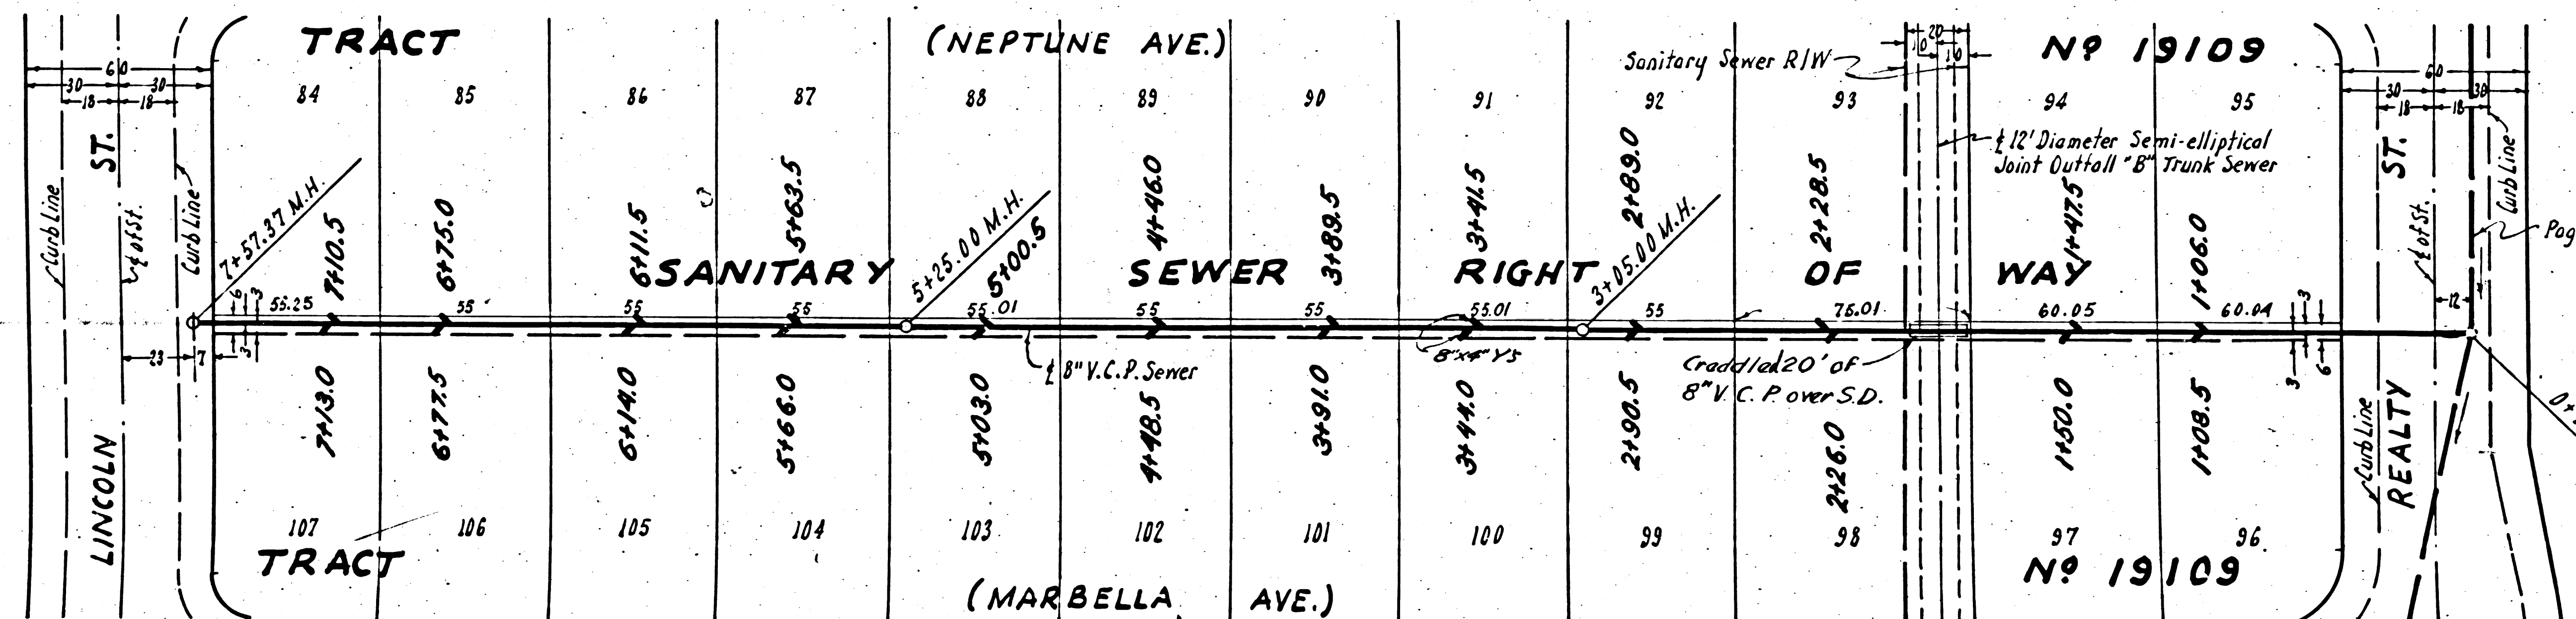 TRACT
(NEPTUNE AVE.)
Nº 19109
Sanitary Sewer R/W
20
10
10
60
30 30
18 18
60
30 30
18 18
84 85 86 87 88 89 90 91 92 93 94 95
℄ 12' Diameter Semi-elliptical
Joint Outfall "B" Trunk Sewer
LINCOLN ST.
REALTY ST.
Curb Line
℄ of St.
Curb Line
℄ of St.
Curb Line
Curb Line
7+57.37 M.H.
5+25.00 M.H.
3+05.00 M.H.
7+10.5
6+75.0
6+11.5
5+63.5
5+00.5
4+46.0
3+89.5
3+41.5
2+89.0
2+28.5
1+47.5
1+06.0
SANITARY SEWER RIGHT OF WAY
6 3
55.25 55 55 55 55.01 55 55 55.01 55 76.01 60.05 60.04
3
12
23 7
3
3 6
8"x4" Ys
℄ 8" V.C.P. Sewer
Craddled 20' of
8" V.C.P. over S.D.
7+13.0
6+77.5
6+14.0
5+66.0
5+03.0
4+48.5
3+91.0
3+44.0
2+90.5
2+26.0
1+50.0
1+08.5
107 106 105 104 103 102 101 100 99 98 97 96
TRACT
Nº 19109
(MARBELLA AVE.)